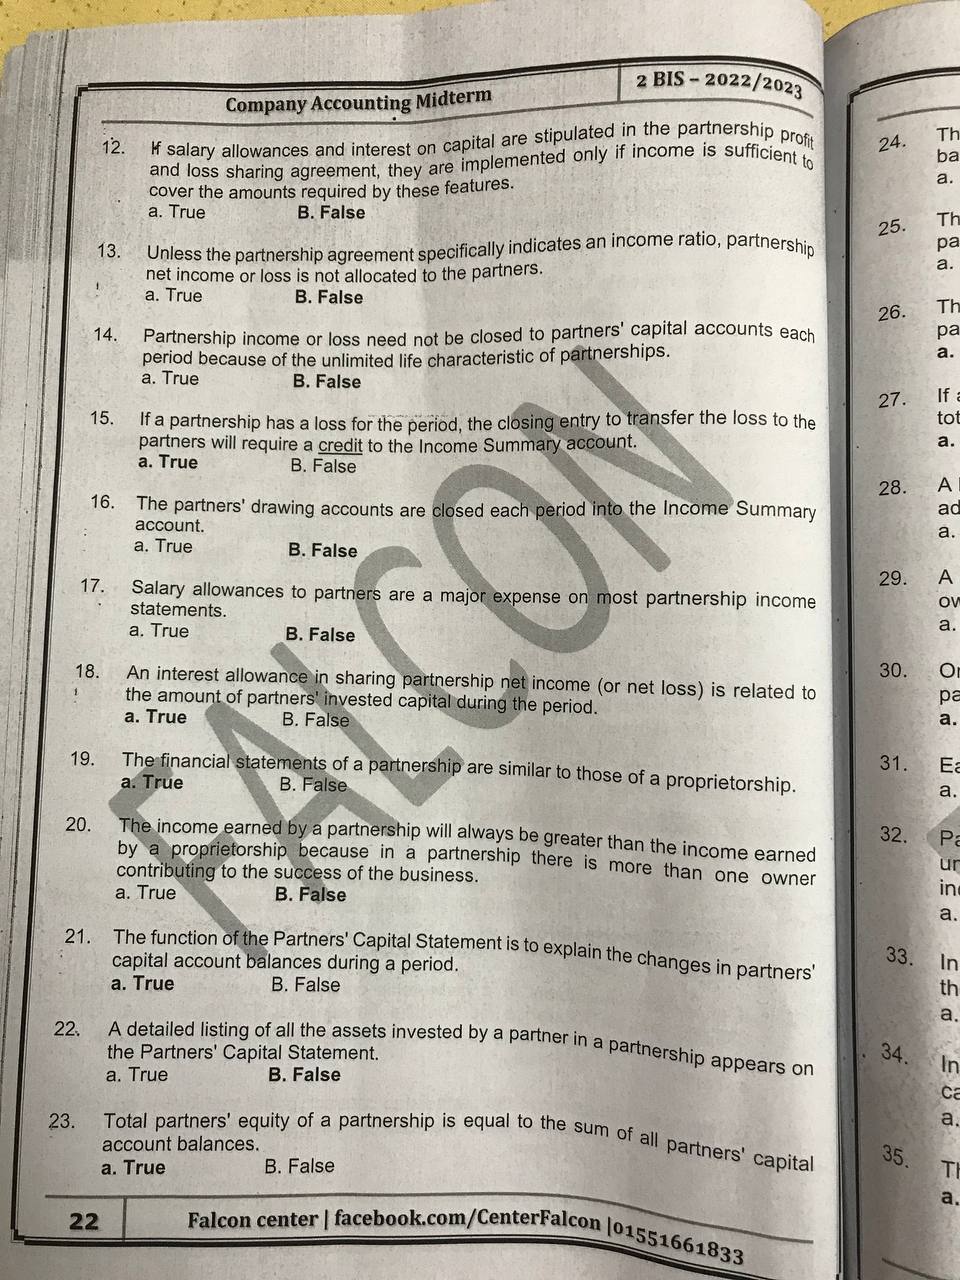 Company Accounting Midterm
2 BIS – 2022/2023
12. If salary allowances and interest on capital are stipulated in the partnership profit
and loss sharing agreement, they are implemented only if income is sufficient to
cover the amounts required by these features.
a. True B. False
13. Unless the partnership agreement specifically indicates an income ratio, partnership
net income or loss is not allocated to the partners.
a. True B. False
14. Partnership income or loss need not be closed to partners' capital accounts each
period because of the unlimited life characteristic of partnerships.
a. True B. False
15. If a partnership has a loss for the period, the closing entry to transfer the loss to the
partners will require a credit to the Income Summary account.
a. True B. False
16. The partners' drawing accounts are closed each period into the Income Summary
account.
a. True B. False
17. Salary allowances to partners are a major expense on most partnership income
statements.
a. True B. False
18. An interest allowance in sharing partnership net income (or net loss) is related to
the amount of partners' invested capital during the period.
a. True B. False
19. The financial statements of a partnership are similar to those of a proprietorship.
a. True B. False
20. The income earned by a partnership will always be greater than the income earned
by a proprietorship because in a partnership there is more than one owner
contributing to the success of the business.
a. True B. False
21. The function of the Partners' Capital Statement is to explain the changes in partners'
capital account balances during a period.
a. True B. False
22. A detailed listing of all the assets invested by a partner in a partnership appears on
the Partners' Capital Statement.
a. True B. False
23. Total partners' equity of a partnership is equal to the sum of all partners' capital
account balances.
a. True B. False
FALCON
22
Falcon center | facebook.com/CenterFalcon |01551661833
24. Th
ba
a.
25. Th
pa
a.
26. Th
pa
a.
27. If
tot
a.
28. A
ad
a.
29. A
ow
a.
30. Or
pa
a.
31. Ea
a.
32. Pa
un
in
a.
33. In
th
a.
34. In
ca
a.
35. Th
a.